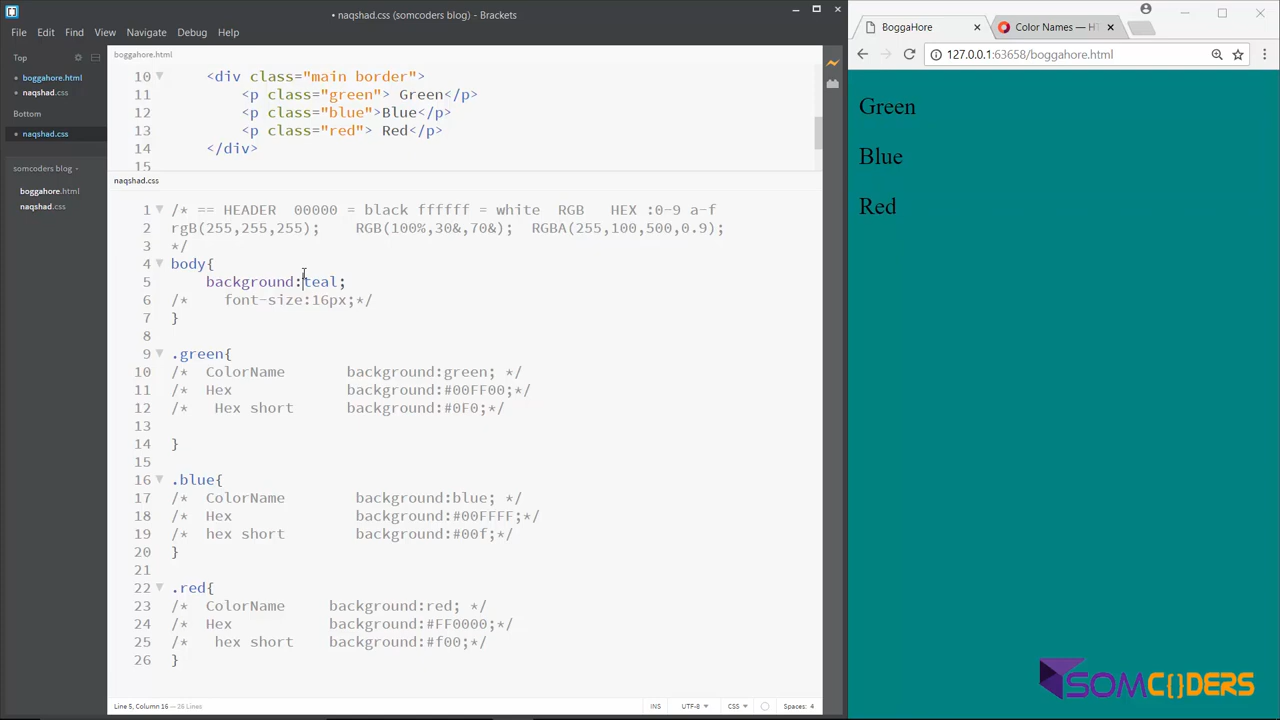 • naqshad.css (somcoders blog) - Brackets
File Edit Find View Navigate Debug Help
Top
• boggahore.html
• naqshad.css
Bottom
• naqshad.css
somcoders blog
boggahore.html
naqshad.css
boggahore.html
10 <div class="main border">
11 <p class="green"> Green</p>
12 <p class="blue">Blue</p>
13 <p class="red"> Red</p>
14 </div>
15
naqshad.css
1 /* == HEADER 00000 = black ffffff = white RGB HEX :0-9 a-f
2 rgB(255,255,255); RGB(100%,30&,70&); RGBA(255,100,500,0.9);
3 */
4 body{
5 background:teal;
6 /* font-size:16px;*/
7 }
8
9 .green{
10 /* ColorName background:green; */
11 /* Hex background:#00FF00;*/
12 /* Hex short background:#0F0;*/
13
14 }
15
16 .blue{
17 /* ColorName background:blue; */
18 /* Hex background:#00FFFF;*/
19 /* hex short background:#00f;*/
20 }
21
22 .red{
23 /* ColorName background:red; */
24 /* Hex background:#FF0000;*/
25 /* hex short background:#f00;*/
26 }
Line 5, Column 16 — 26 Lines
INS UTF-8 CSS Spaces: 4
BoggaHore
Color Names — HT
127.0.0.1:63658/boggahore.html
Green
Blue
Red
SOMC{}DERS